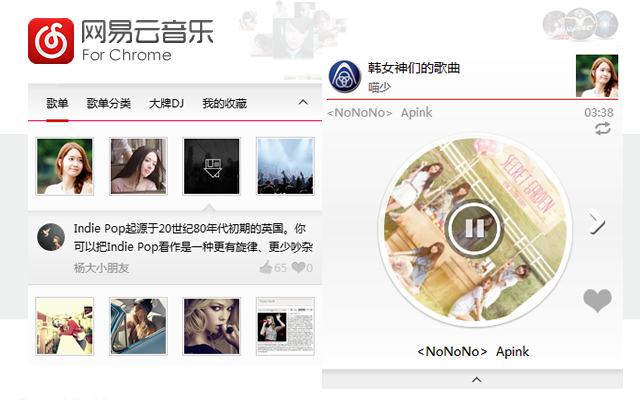 网易云音乐
For Chrome
歌单 歌单分类 大牌DJ 我的收藏
Indie Pop起源于20世纪80年代初期的英国。你
可以把Indie Pop看作是一种更有旋律、更少吵杂
杨大小朋友 65 0
韩女神们的歌曲
喵少
<NoNoNo> Apink 03:38
SECRET GARDEN
<NoNoNo> Apink